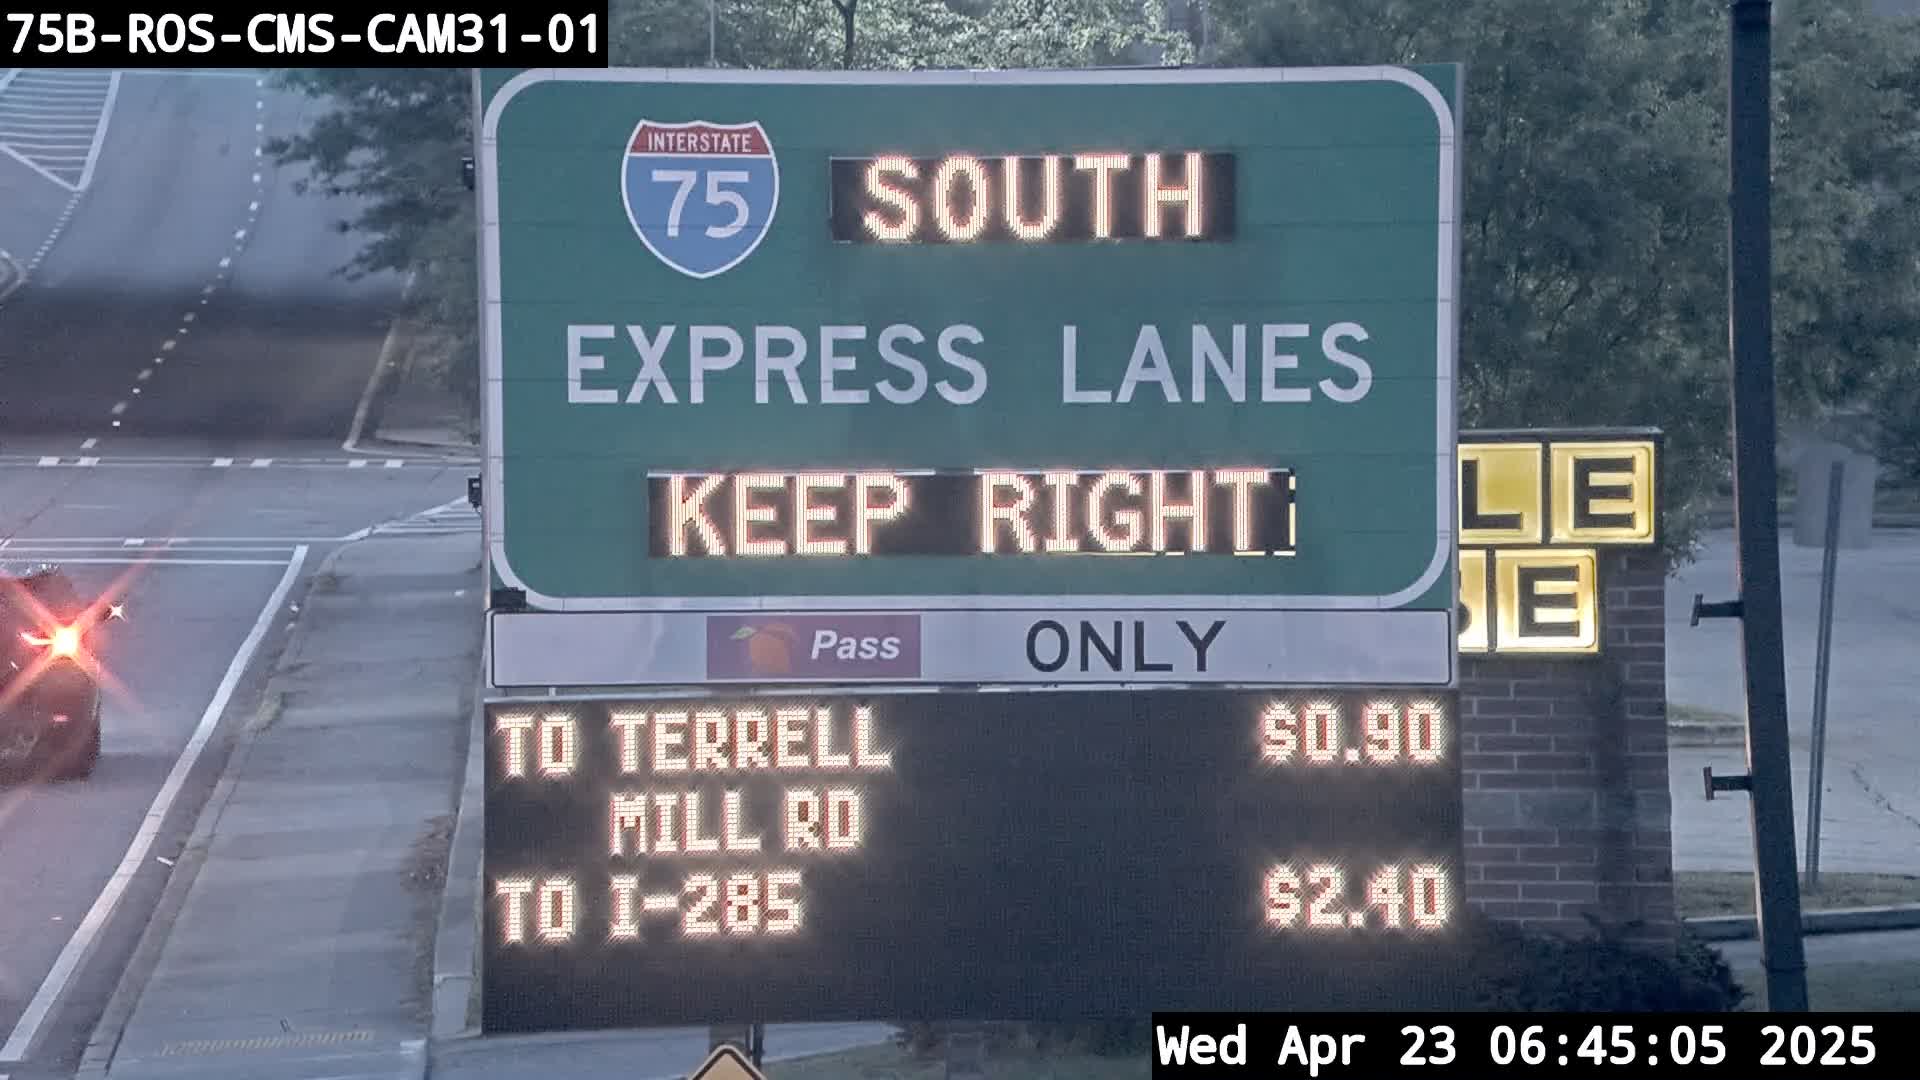 75B-ROS-CMS-CAM31-01
INTERSTATE
75
SOUTH
EXPRESS LANES
KEEP RIGHT
LE
Pass ONLY
E
TO TERRELL $0.90
MILL RD
TO I-285 $2.40
Wed Apr 23 06:45:05 2025